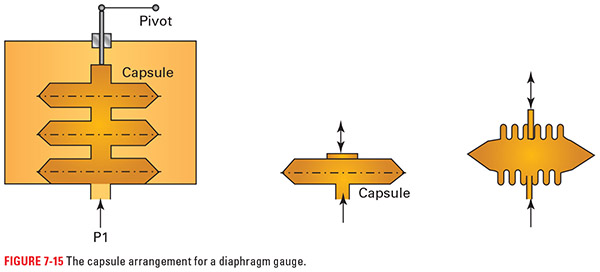 Pivot
Capsule
P1
Capsule
FIGURE 7-15 The capsule arrangement for a diaphragm gauge.